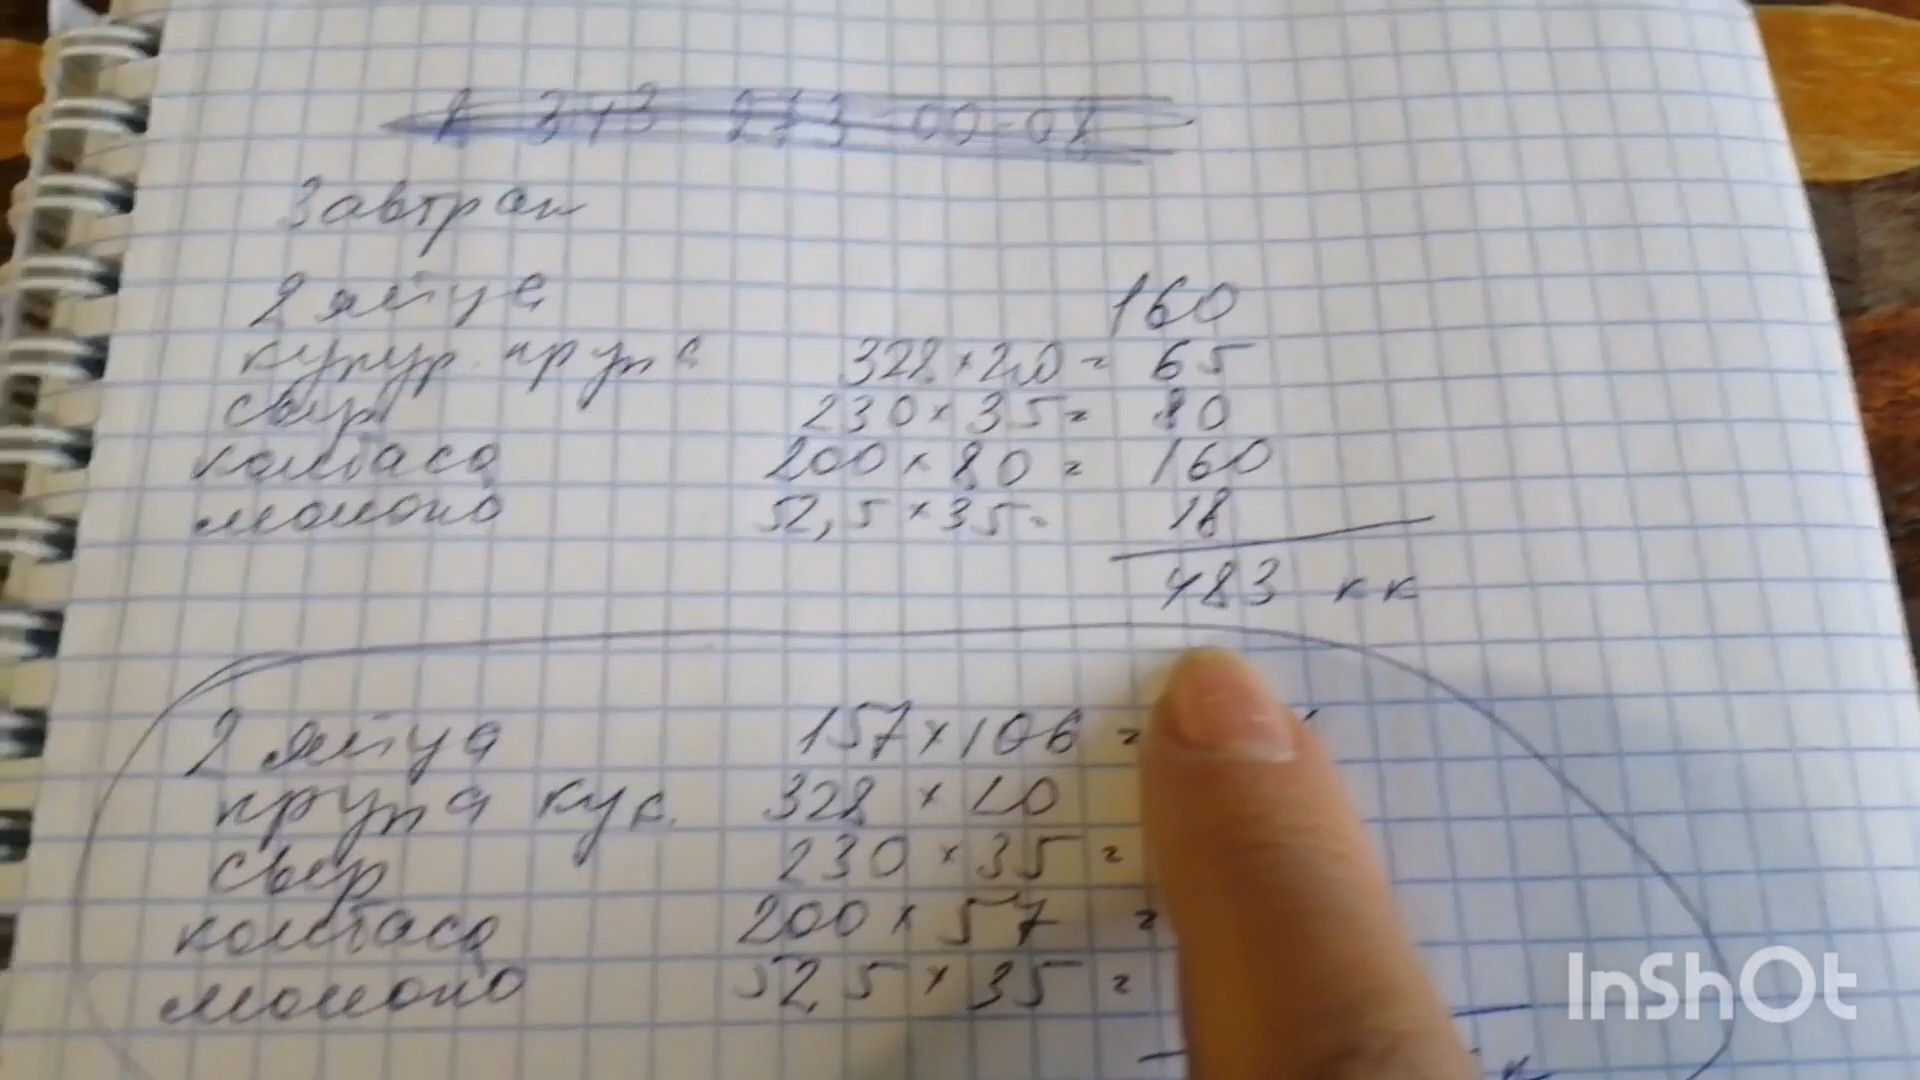 Завтрак
2 яйца 160
кукур. крупа 328 × 20 = 65
сыр 230 × 35 = 80
колбаса 200 × 80 = 160
молоко 52,5 × 35 = 18
483 кк
2 яйца 157 × 106 =
крупа кук. 328 × 20
сыр 230 × 35 =
колбаса 200 × 57 =
молоко 52,5 × 35 =
к
InShOt